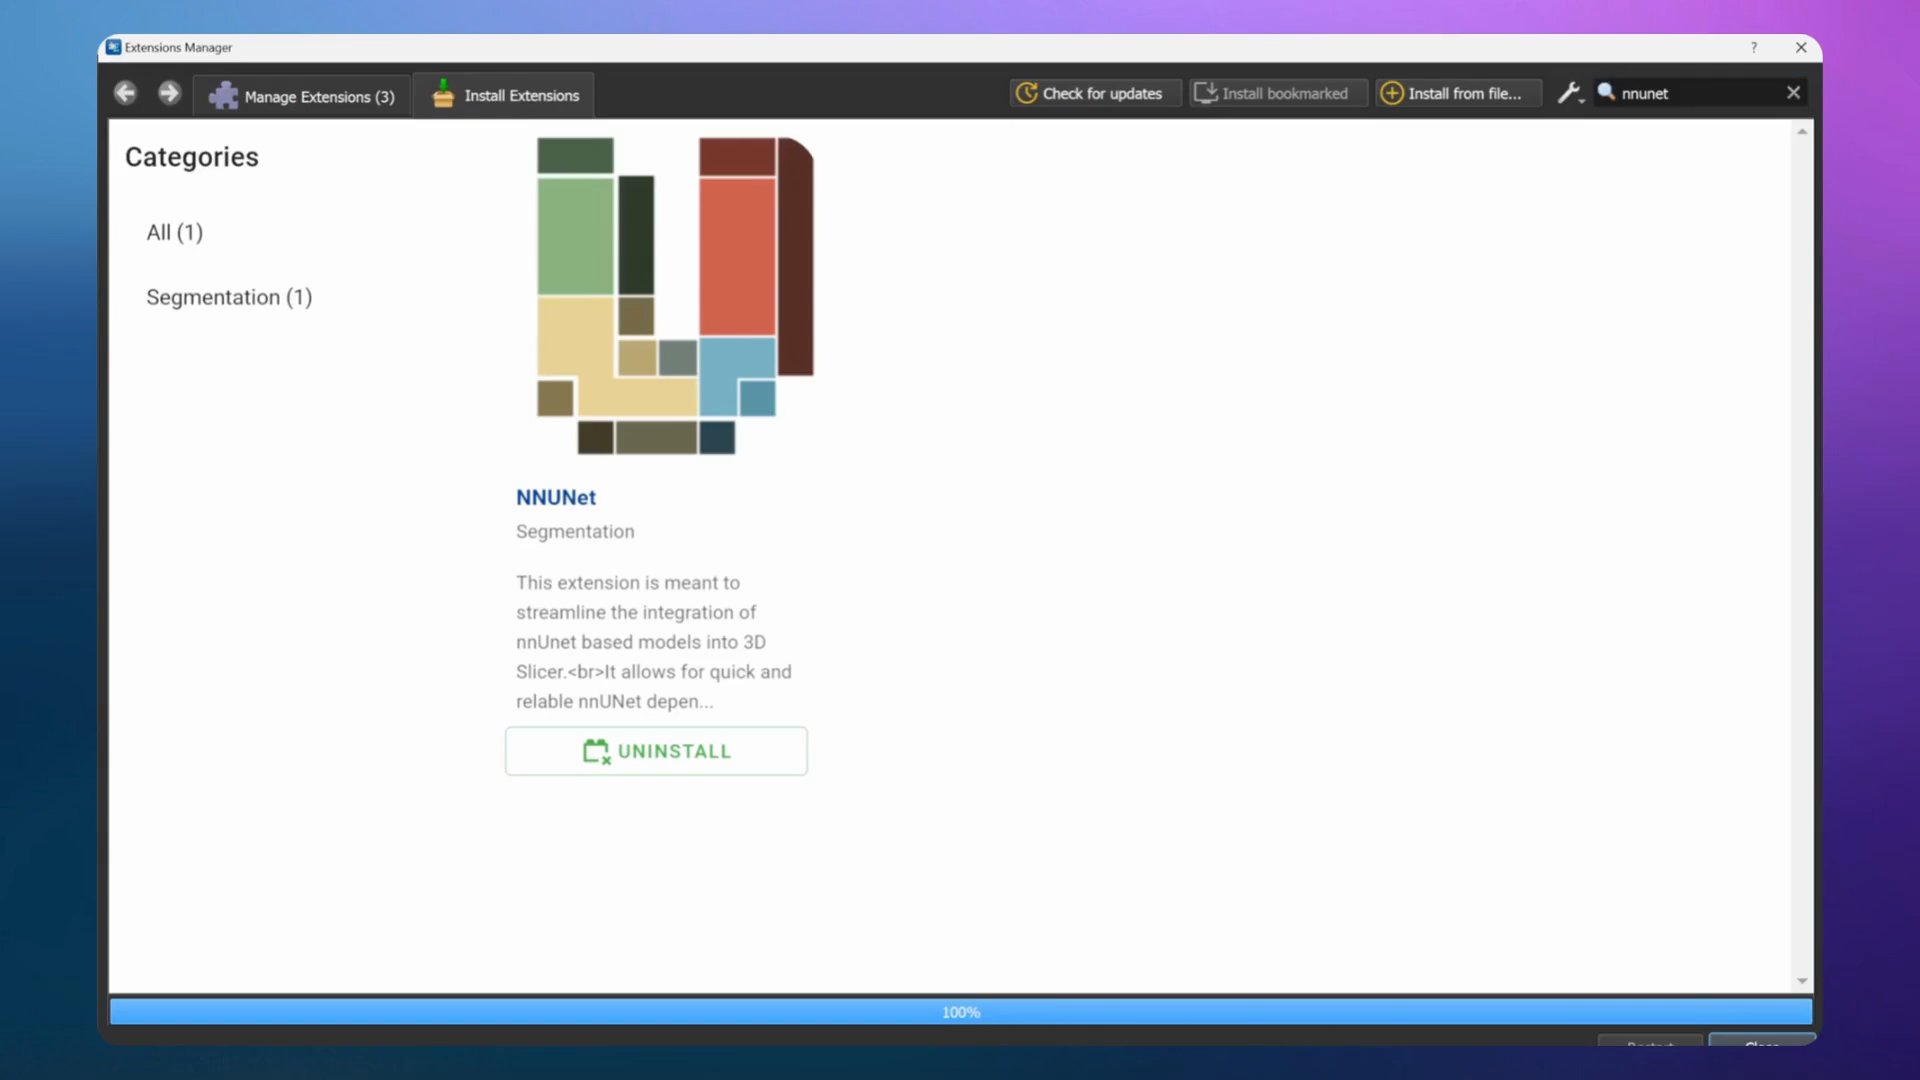 Extensions Manager
?
Manage Extensions (3)
Install Extensions
Check for updates
Install bookmarked
Install from file...
nnunet
Categories
All (1)
Segmentation (1)
NNUNet
Segmentation
This extension is meant to
streamline the integration of
nnUnet based models into 3D
Slicer.<br>It allows for quick and
relable nnUNet depen...
UNINSTALL
100%
Restart
Close